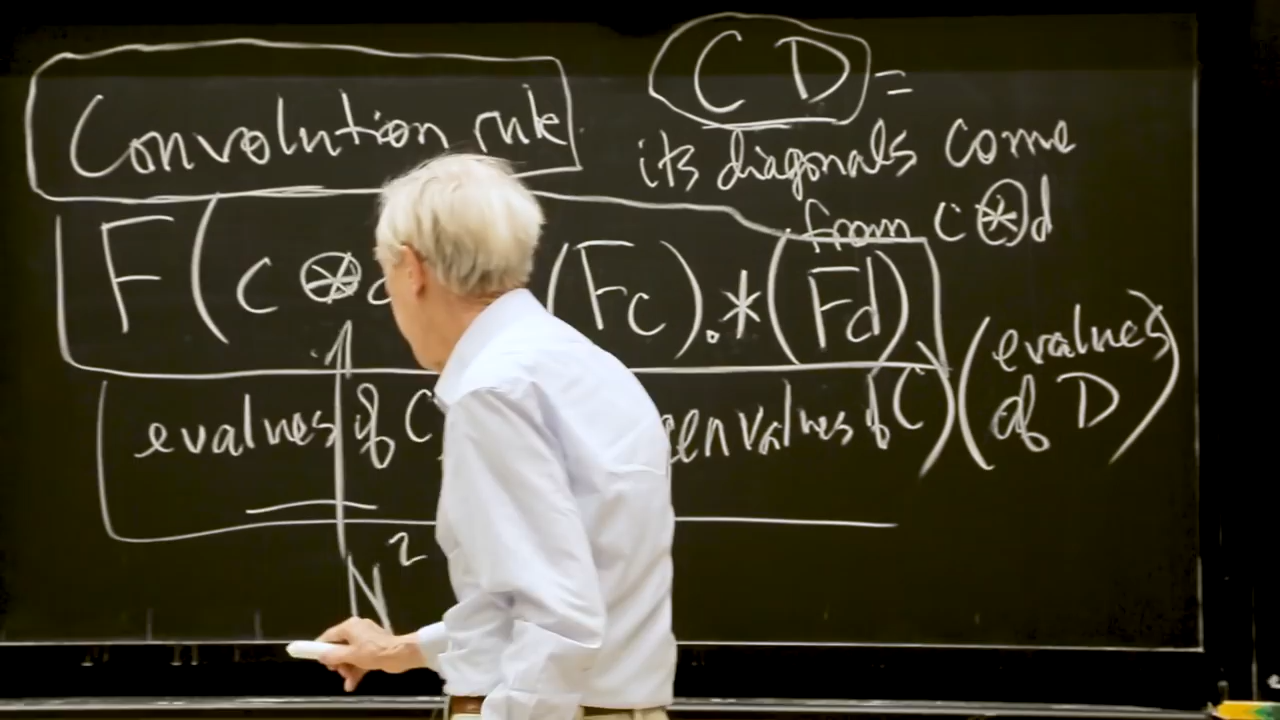 Convolution rule
C D =
its diagonals come
from c ⊛ d
F ( c ⊛ (Fc) .* (Fd)
evalues of C envalues of C) (evalues of D)
N²